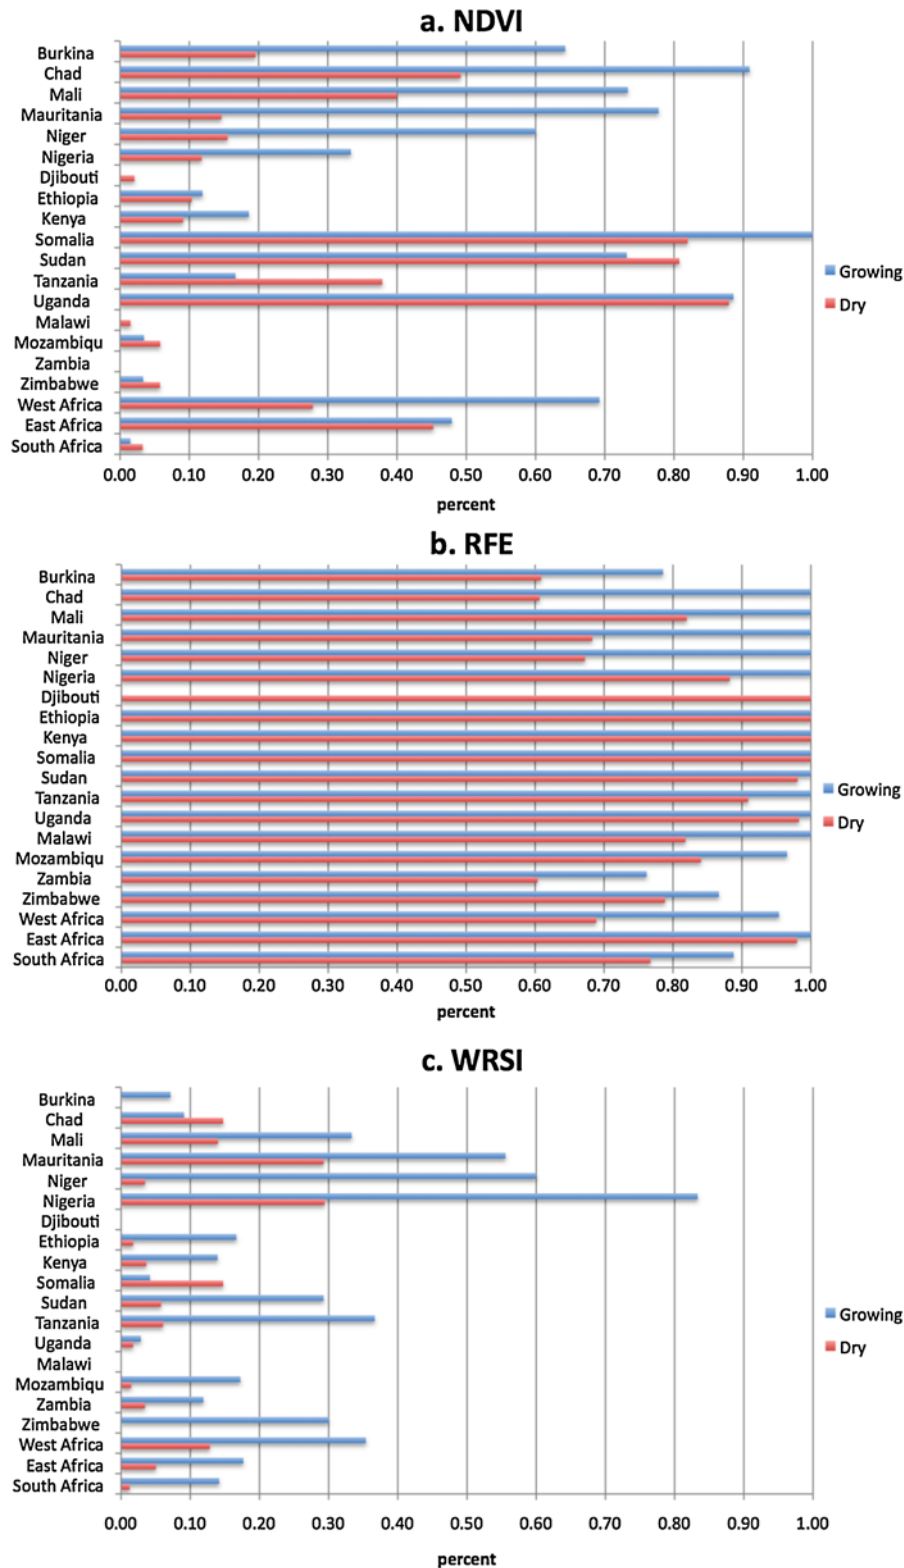 a. NDVI
Burkina
Chad
Mali
Mauritania
Niger
Nigeria
Djibouti
Ethiopia
Kenya
Somalia
Sudan
Tanzania
Uganda
Malawi
Mozambiqu
Zambia
Zimbabwe
West Africa
East Africa
South Africa
Growing
Dry
0.00 0.10 0.20 0.30 0.40 0.50 0.60 0.70 0.80 0.90 1.00
percent
b. RFE
Burkina
Chad
Mali
Mauritania
Niger
Nigeria
Djibouti
Ethiopia
Kenya
Somalia
Sudan
Tanzania
Uganda
Malawi
Mozambiqu
Zambia
Zimbabwe
West Africa
East Africa
South Africa
Growing
Dry
0.00 0.10 0.20 0.30 0.40 0.50 0.60 0.70 0.80 0.90 1.00
percent
c. WRSI
Burkina
Chad
Mali
Mauritania
Niger
Nigeria
Djibouti
Ethiopia
Kenya
Somalia
Sudan
Tanzania
Uganda
Malawi
Mozambiqu
Zambia
Zimbabwe
West Africa
East Africa
South Africa
Growing
Dry
0.00 0.10 0.20 0.30 0.40 0.50 0.60 0.70 0.80 0.90 1.00
percent